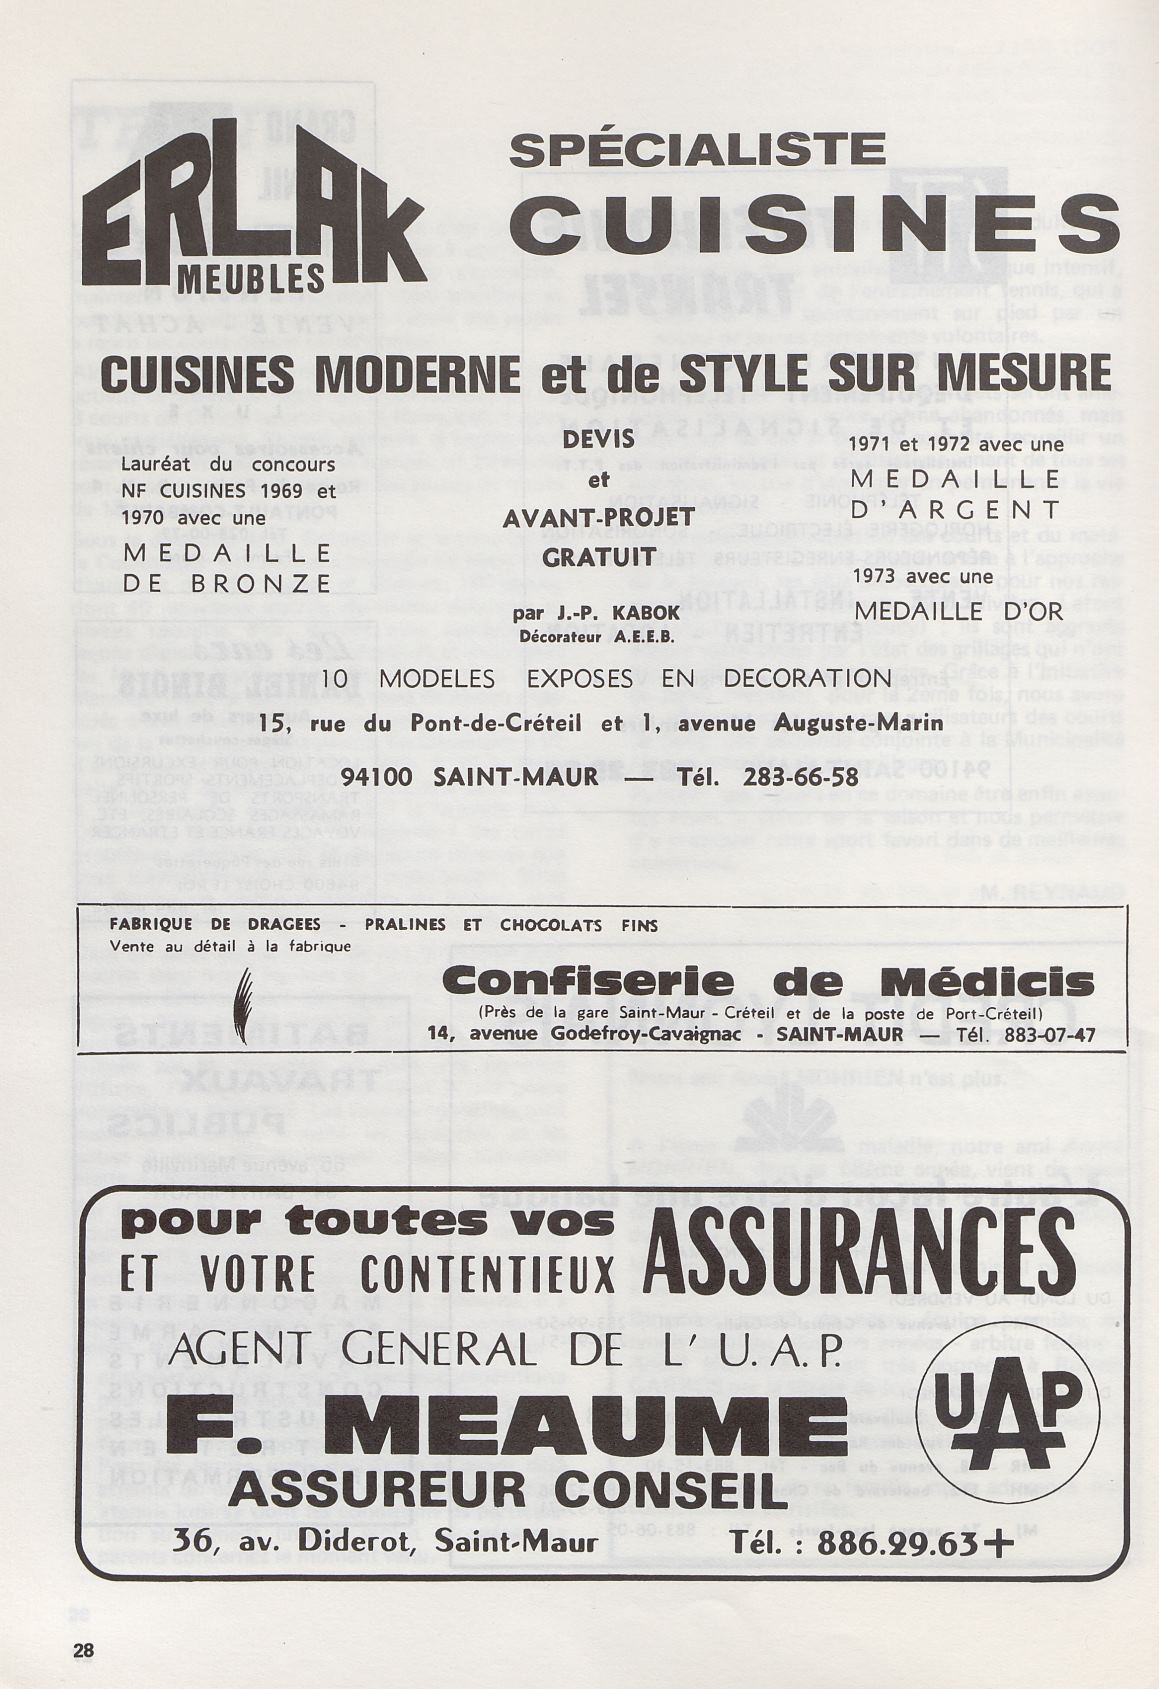 ERLAK
MEUBLES
SPÉCIALISTE
CUISINES
CUISINES MODERNE et de STYLE SUR MESURE
Lauréat du concours
NF CUISINES 1969 et
1970 avec une
MEDAILLE
DE BRONZE
DEVIS
et
AVANT-PROJET
GRATUIT
par J.-P. KABOK
Décorateur A.E.E.B.
1971 et 1972 avec une
MEDAILLE
D'ARGENT
1973 avec une
MEDAILLE D'OR
10 MODELES EXPOSES EN DECORATION
15, rue du Pont-de-Créteil et 1, avenue Auguste-Marin
94100 SAINT-MAUR — Tél. 283-66-58
FABRIQUE DE DRAGEES - PRALINES ET CHOCOLATS FINS
Vente au détail à la fabrique
Confiserie de Médicis
(Près de la gare Saint-Maur - Créteil et de la poste de Port-Créteil)
14, avenue Godefroy-Cavaignac - SAINT-MAUR — Tél. 883-07-47
pour toutes vos ASSURANCES
ET VOTRE CONTENTIEUX
AGENT GENERAL DE L' U.A.P.
UAP
F. MEAUME
ASSUREUR CONSEIL
36, av. Diderot, Saint-Maur Tél. : 886.29.63+
28